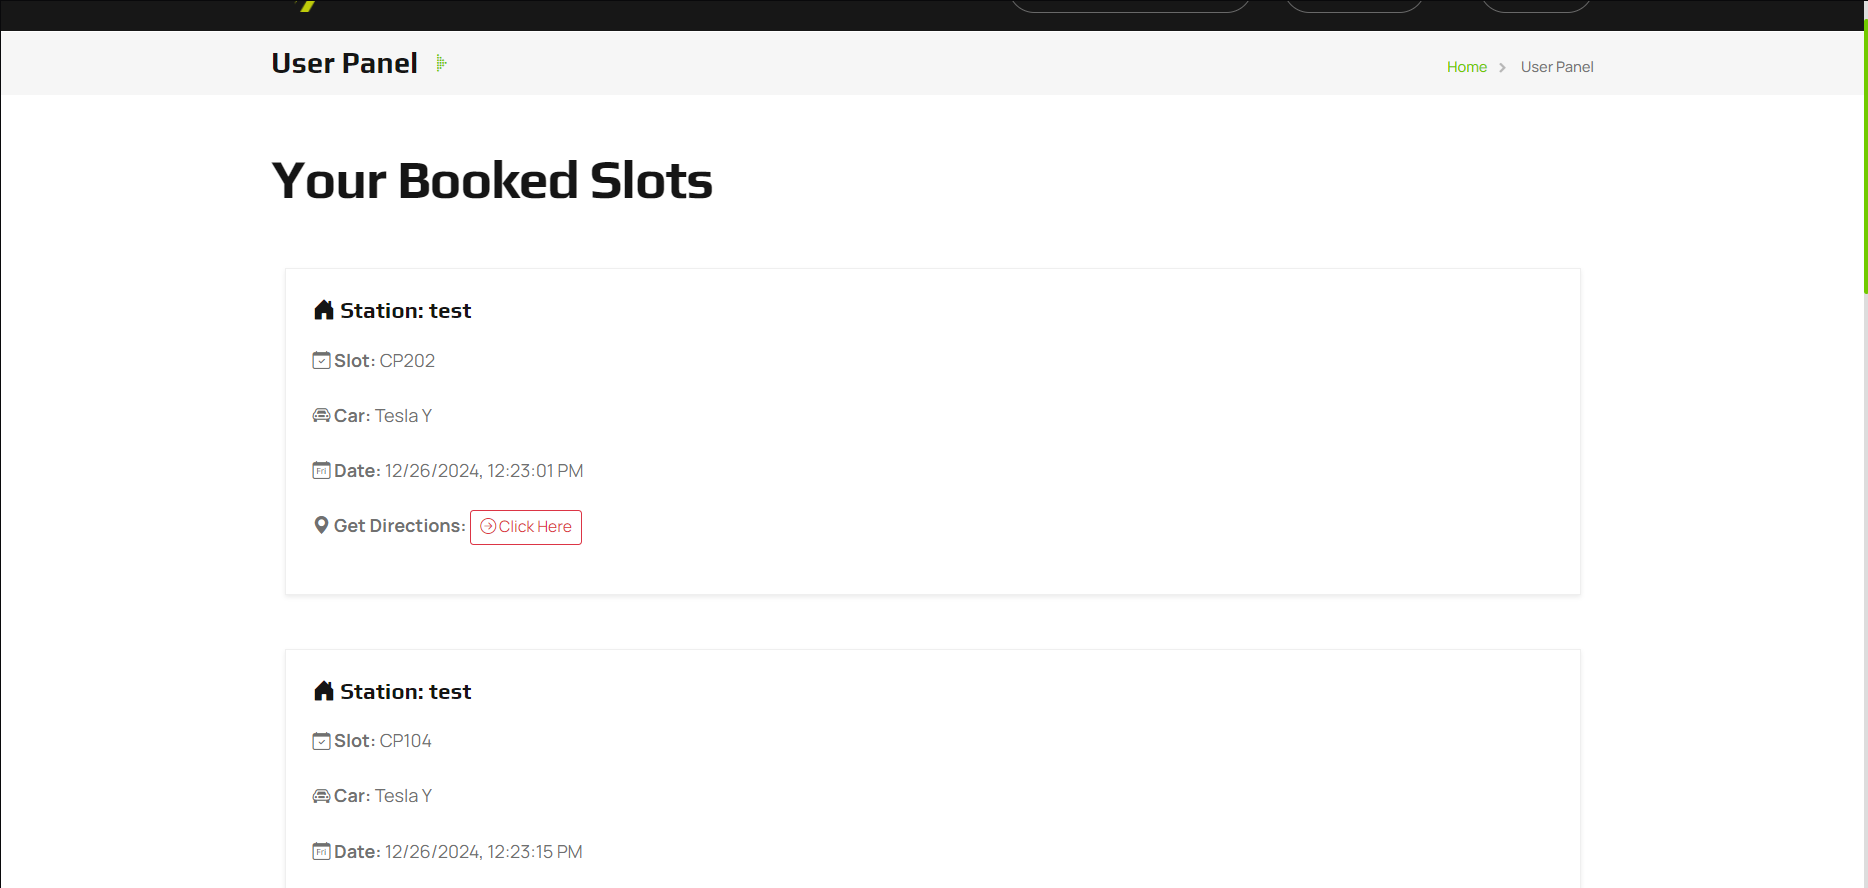 User Panel
Home
User Panel
Your Booked Slots
Station: test
Slot: CP202
Car: Tesla Y
Fri Date: 12/26/2024, 12:23:01 PM
Get Directions: Click Here
Station: test
Slot: CP104
Car: Tesla Y
Fri Date: 12/26/2024, 12:23:15 PM